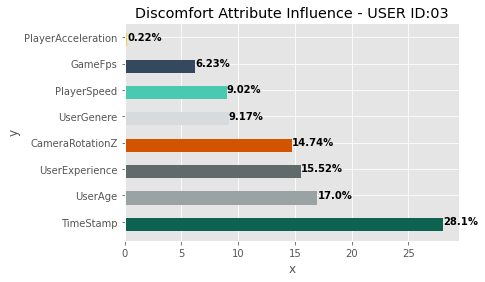 Discomfort Attribute Influence - USER ID:03
PlayerAcceleration 0.22%
GameFps 6.23%
PlayerSpeed 9.02%
UserGenere 9.17%
CameraRotationZ 14.74%
UserExperience 15.52%
UserAge 17.0%
TimeStamp 28.1%
y
0 5 10 15 20 25
x